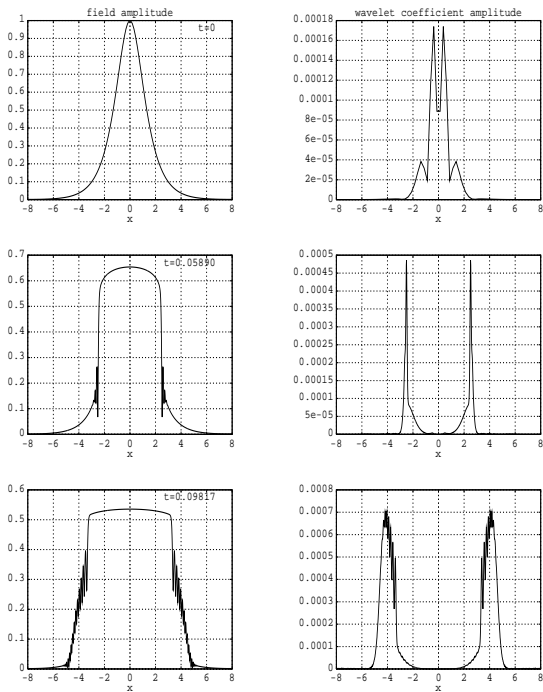 field amplitude
t=0
1
0.9
0.8
0.7
0.6
0.5
0.4
0.3
0.2
0.1
0
-8 -6 -4 -2 0 2 4 6 8
x
wavelet coefficient amplitude
0.00018
0.00016
0.00014
0.00012
0.0001
8e-05
6e-05
4e-05
2e-05
0
-8 -6 -4 -2 0 2 4 6 8
x
t=0.05890
0.7
0.6
0.5
0.4
0.3
0.2
0.1
0
-8 -6 -4 -2 0 2 4 6 8
x
0.0005
0.00045
0.0004
0.00035
0.0003
0.00025
0.0002
0.00015
0.0001
5e-05
0
-8 -6 -4 -2 0 2 4 6 8
x
t=0.09817
0.6
0.5
0.4
0.3
0.2
0.1
0
-8 -6 -4 -2 0 2 4 6 8
x
0.0008
0.0007
0.0006
0.0005
0.0004
0.0003
0.0002
0.0001
0
-8 -6 -4 -2 0 2 4 6 8
x